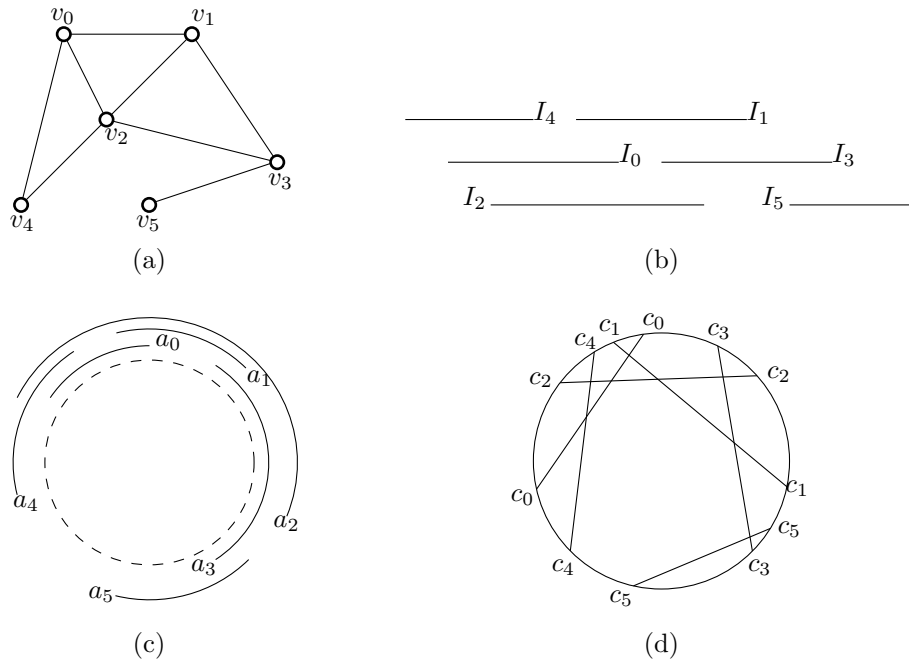 v₀ v₁
v₂
v₃
v₄ v₅
(a)
I₄ I₁
I₀ I₃
I₂ I₅
(b)
a₀
a₁
a₄
a₂
a₃
a₅
(c)
c₀
c₁ c₃
c₄
c₂ c₂
c₀ c₁
c₅
c₄ c₃
c₅
(d)